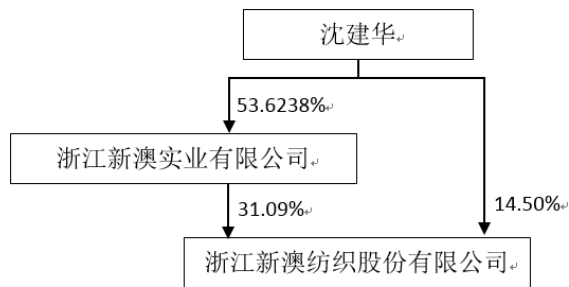 沈建华
53.6238%
浙江新澳实业有限公司
31.09%
14.50%
浙江新澳纺织股份有限公司